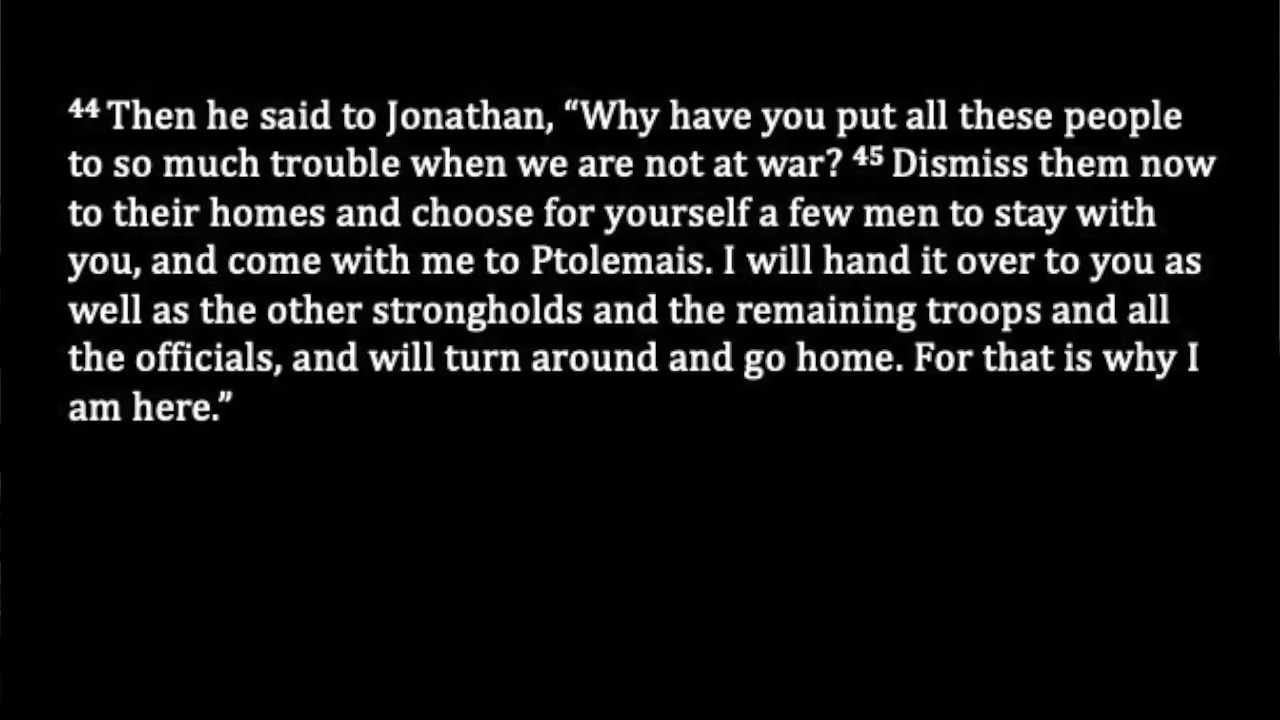 44 Then he said to Jonathan, “Why have you put all these people
to so much trouble when we are not at war? 45 Dismiss them now
to their homes and choose for yourself a few men to stay with
you, and come with me to Ptolemais. I will hand it over to you as
well as the other strongholds and the remaining troops and all
the officials, and will turn around and go home. For that is why I
am here.”